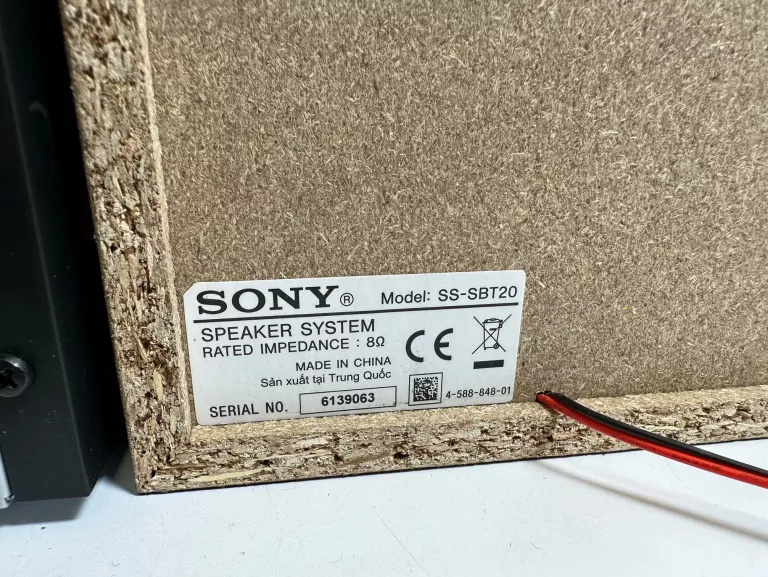 SONY® Model: SS-SBT20
SPEAKER SYSTEM
RATED IMPEDANCE : 8Ω
CE
MADE IN CHINA
Sản xuất tại Trung Quốc
SERIAL NO. 6139063
4-588-848-01